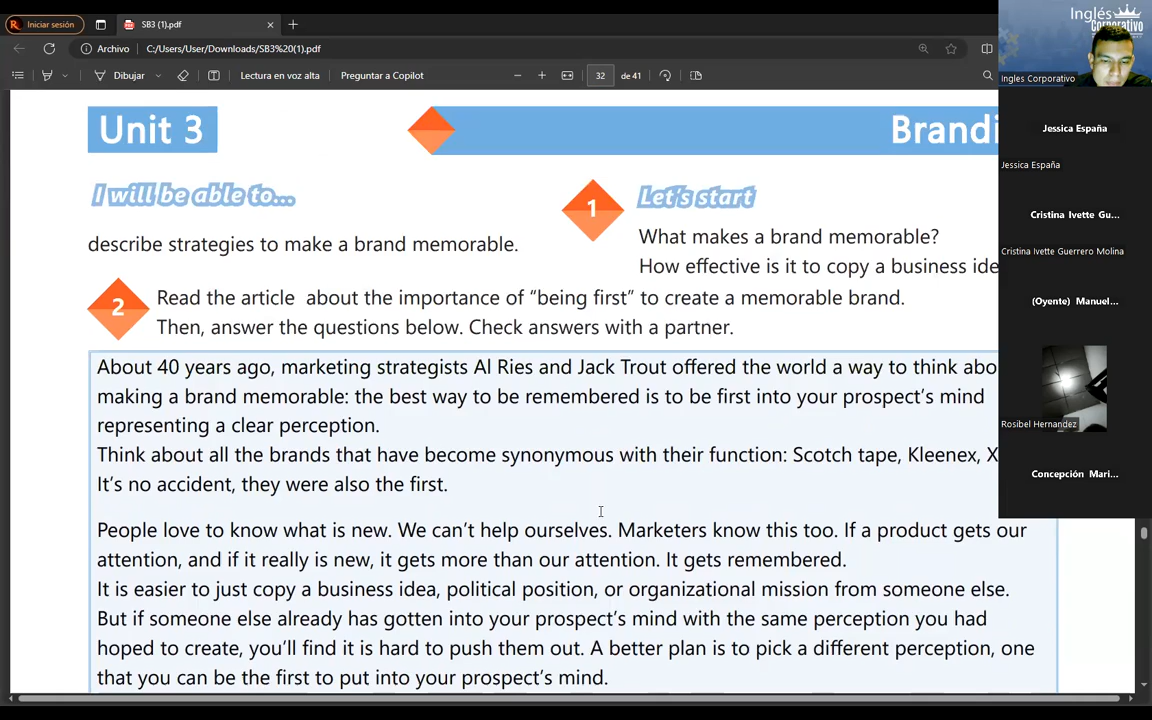 Iniciar sesión
SB3 (1).pdf
Archivo
C:/Users/User/Downloads/SB3%20(1).pdf
Dibujar
Lectura en voz alta
Preguntar a Copilot
32
de 41
Unit 3
I will be able to...
1
Let's start
describe strategies to make a brand memorable.
What makes a brand memorable?
How effective is it to copy a business
2
Read the article about the importance of “being first” to create a memorable brand.
Then, answer the questions below. Check answers with a partner.
About 40 years ago, marketing strategists Al Ries and Jack Trout offered the world a way to think
making a brand memorable: the best way to be remembered is to be first into your prospect’s mind
representing a clear perception.
Think about all the brands that have become synonymous with their function: Scotch tape, Kleenex,
It’s no accident, they were also the first.
People love to know what is new. We can’t help ourselves. Marketers know this too. If a product gets our
attention, and if it really is new, it gets more than our attention. It gets remembered.
It is easier to just copy a business idea, political position, or organizational mission from someone else.
But if someone else already has gotten into your prospect’s mind with the same perception you had
hoped to create, you’ll find it is hard to push them out. A better plan is to pick a different perception, one
that you can be the first to put into your prospect’s mind.
Inglés
Corporativo
Ingles Corporativo
Jessica España
Jessica España
Cristina Ivette Gu...
Cristina Ivette Guerrero Molina
(Oyente) Manuel...
Rosibel Hernandez
Concepción Mari...